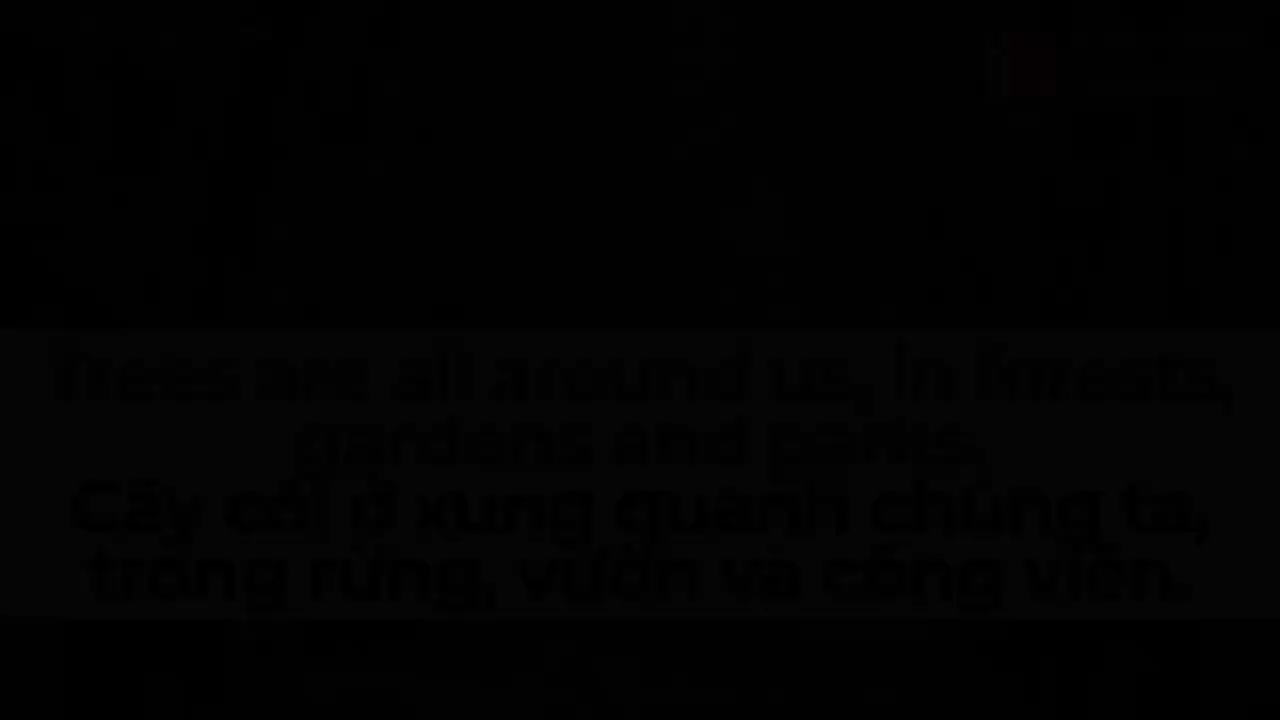 Trees are all around us, in forests,
gardens and parks.
Cây cối ở xung quanh chúng ta,
trong rừng, vườn và công viên.